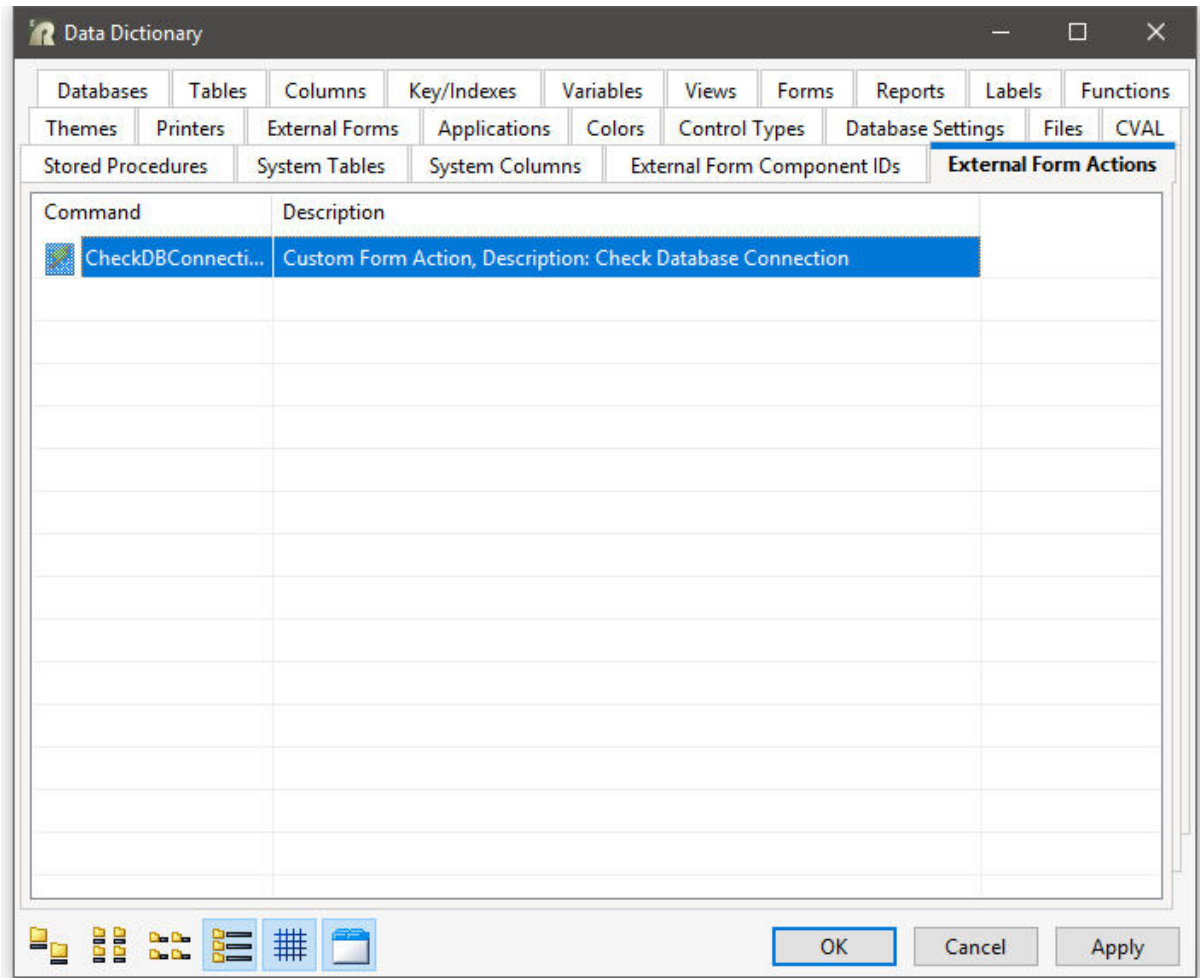 Data Dictionary
Databases Tables Columns Key/Indexes Variables Views Forms Reports Labels Functions
Themes Printers External Forms Applications Colors Control Types Database Settings Files CVAL
Stored Procedures System Tables System Columns External Form Component IDs External Form Actions
Command Description
CheckDBConnecti... Custom Form Action, Description: Check Database Connection
OK Cancel Apply